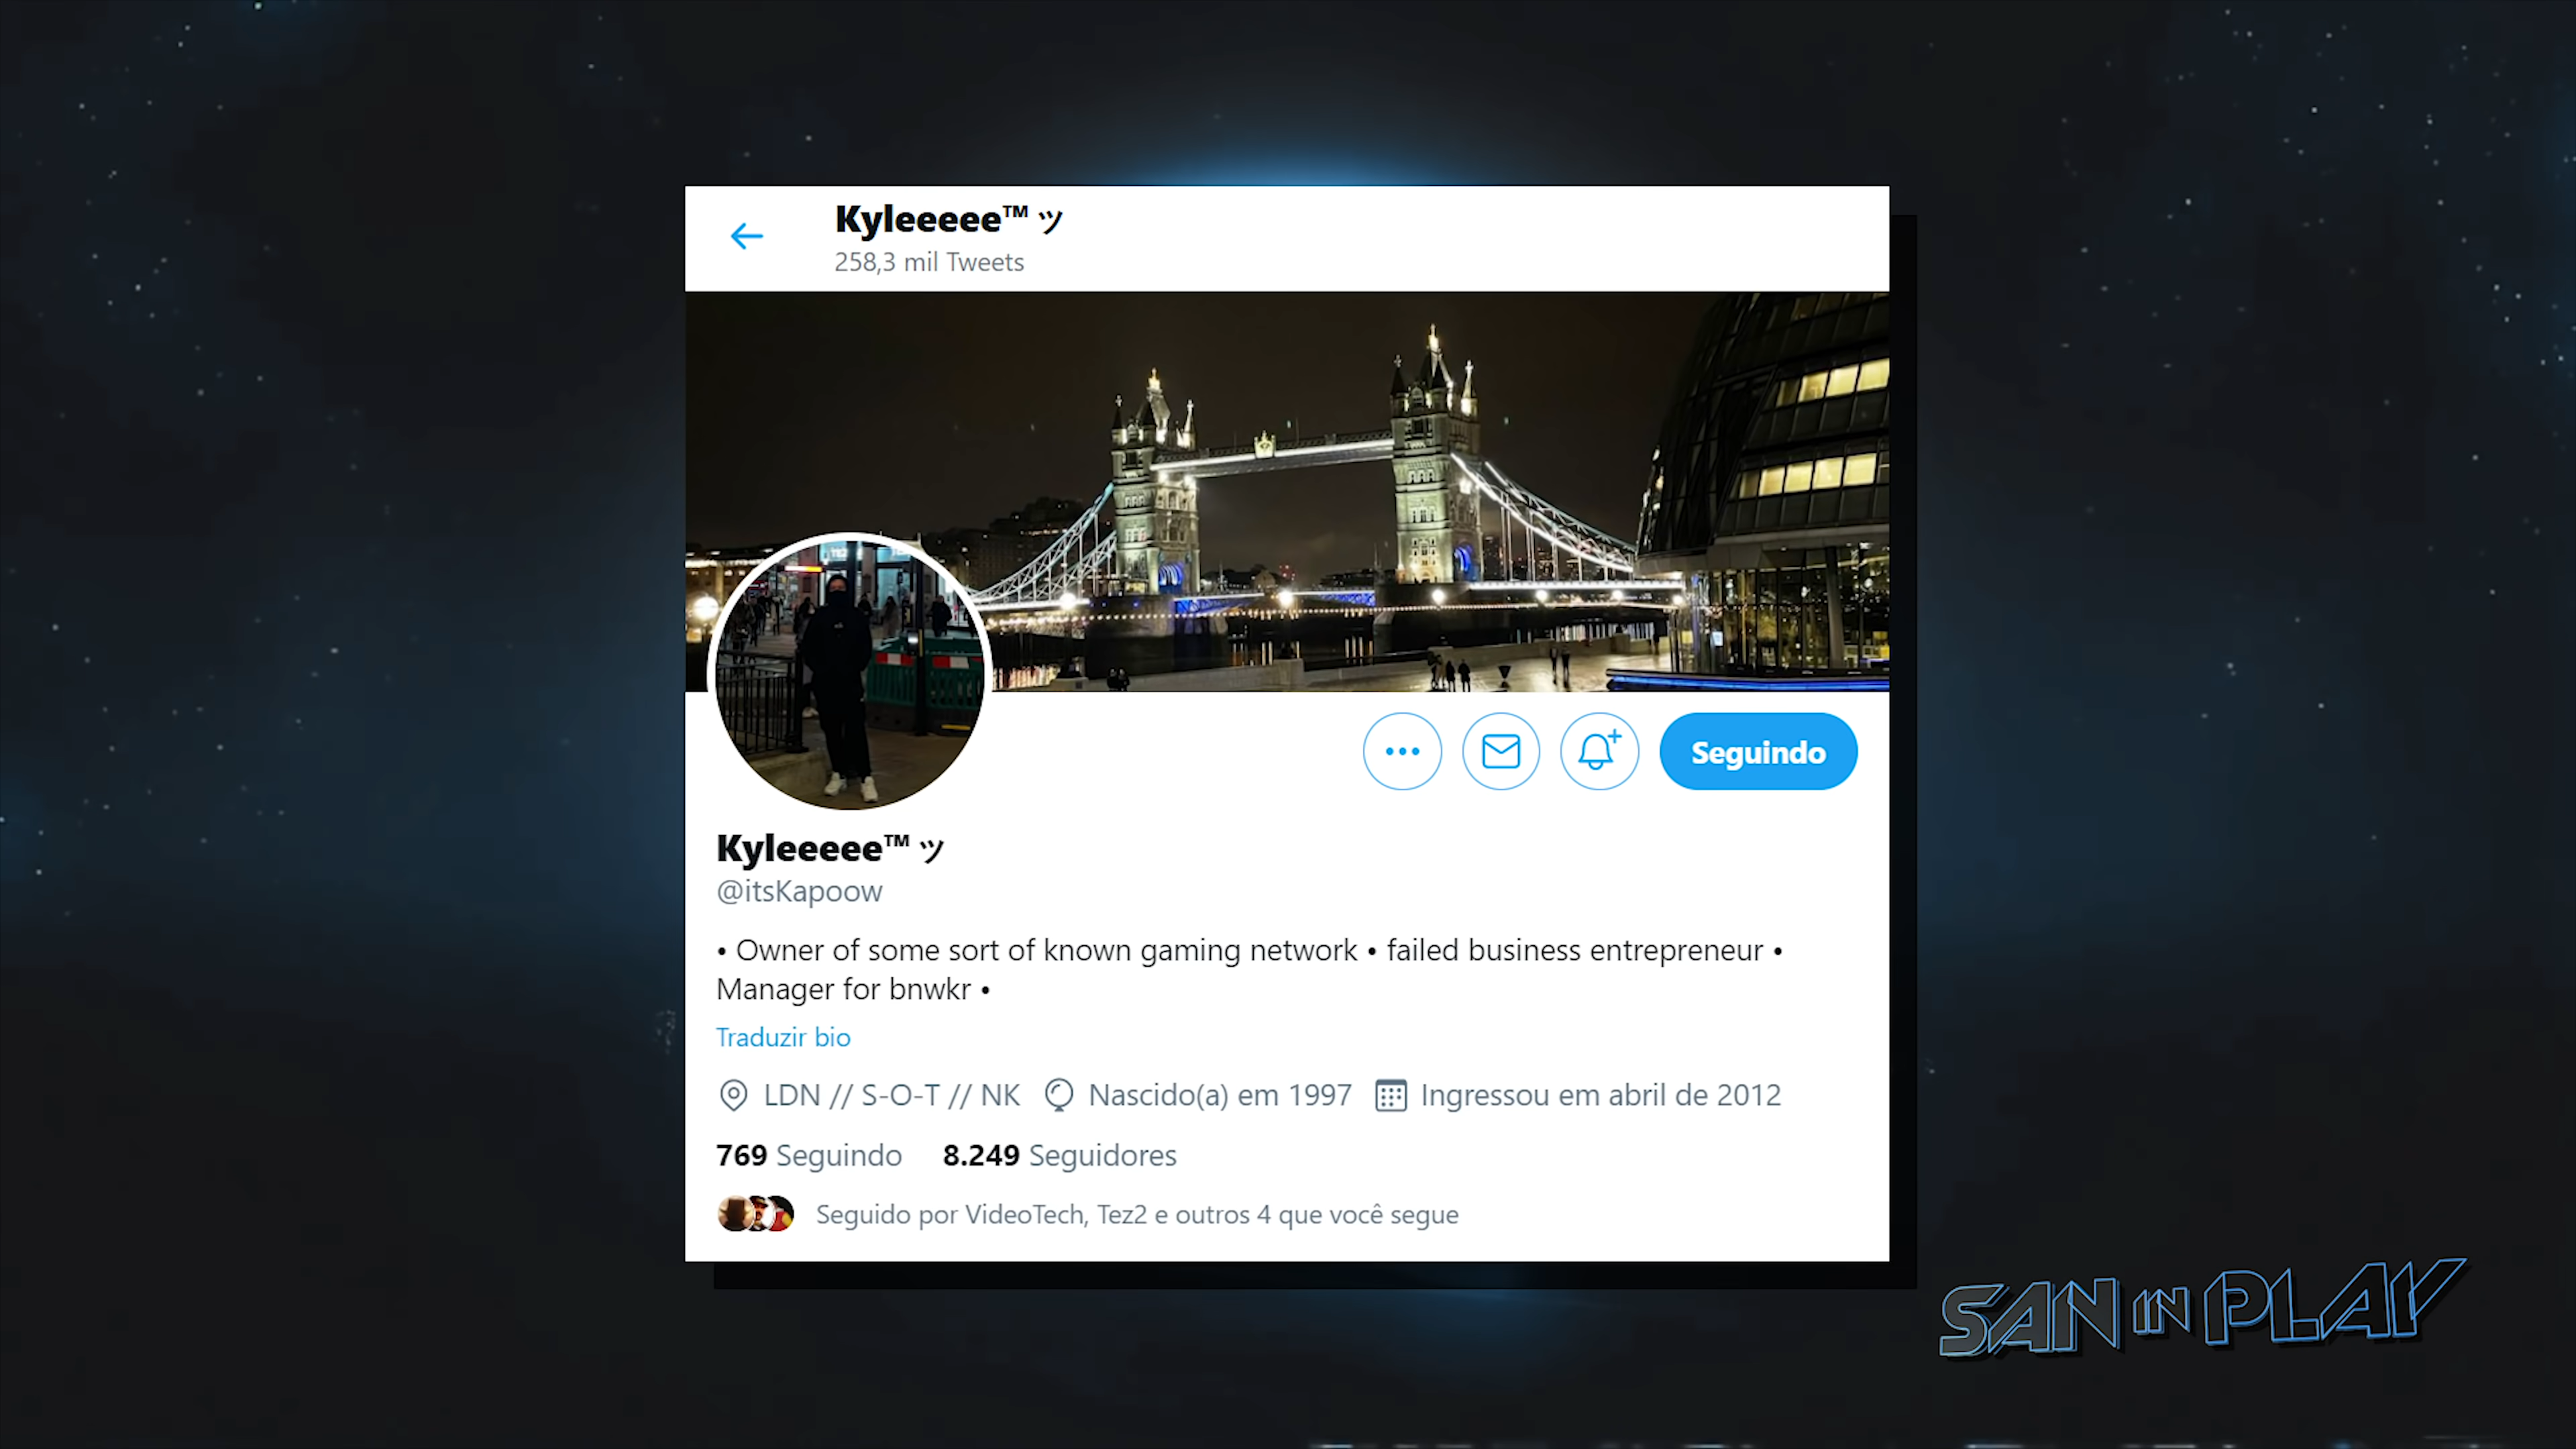 Kyleeeee™ ツ
258,3 mil Tweets
Seguindo
Kyleeeee™ ツ
@itsKapoow
• Owner of some sort of known gaming network • failed business entrepreneur •
Manager for bnwkr •
Traduzir bio
LDN // S-O-T // NK Nascido(a) em 1997 Ingressou em abril de 2012
769 Seguindo 8.249 Seguidores
Seguido por VideoTech, Tez2 e outros 4 que você segue
SAN IN PLAY